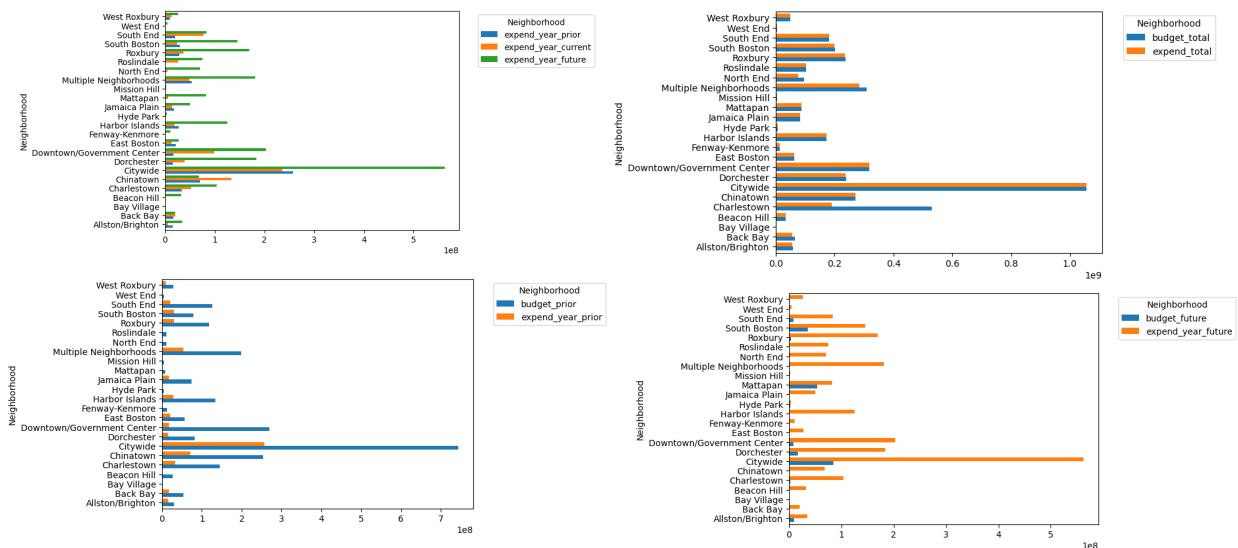 West Roxbury
West End
South End
South Boston
Roxbury
Roslindale
North End
Multiple Neighborhoods
Mission Hill
Mattapan
Jamaica Plain
Hyde Park
Harbor Islands
Fenway-Kenmore
East Boston
Downtown/Government Center
Dorchester
Citywide
Chinatown
Charlestown
Beacon Hill
Bay Village
Back Bay
Allston/Brighton
Neighborhood
0 1 2 3 4 5
1e8
Neighborhood
expend_year_prior
expend_year_current
expend_year_future
West Roxbury
West End
South End
South Boston
Roxbury
Roslindale
North End
Multiple Neighborhoods
Mission Hill
Mattapan
Jamaica Plain
Hyde Park
Harbor Islands
Fenway-Kenmore
East Boston
Downtown/Government Center
Dorchester
Citywide
Chinatown
Charlestown
Beacon Hill
Bay Village
Back Bay
Allston/Brighton
Neighborhood
0.0 0.2 0.4 0.6 0.8 1.0
1e9
Neighborhood
budget_total
expend_total
West Roxbury
West End
South End
South Boston
Roxbury
Roslindale
North End
Multiple Neighborhoods
Mission Hill
Mattapan
Jamaica Plain
Hyde Park
Harbor Islands
Fenway-Kenmore
East Boston
Downtown/Government Center
Dorchester
Citywide
Chinatown
Charlestown
Beacon Hill
Bay Village
Back Bay
Allston/Brighton
Neighborhood
0 1 2 3 4 5 6 7
1e8
Neighborhood
budget_prior
expend_year_prior
West Roxbury
West End
South End
South Boston
Roxbury
Roslindale
North End
Multiple Neighborhoods
Mission Hill
Mattapan
Jamaica Plain
Hyde Park
Harbor Islands
Fenway-Kenmore
East Boston
Downtown/Government Center
Dorchester
Citywide
Chinatown
Charlestown
Beacon Hill
Bay Village
Back Bay
Allston/Brighton
Neighborhood
0 1 2 3 4 5
1e8
Neighborhood
budget_future
expend_year_future